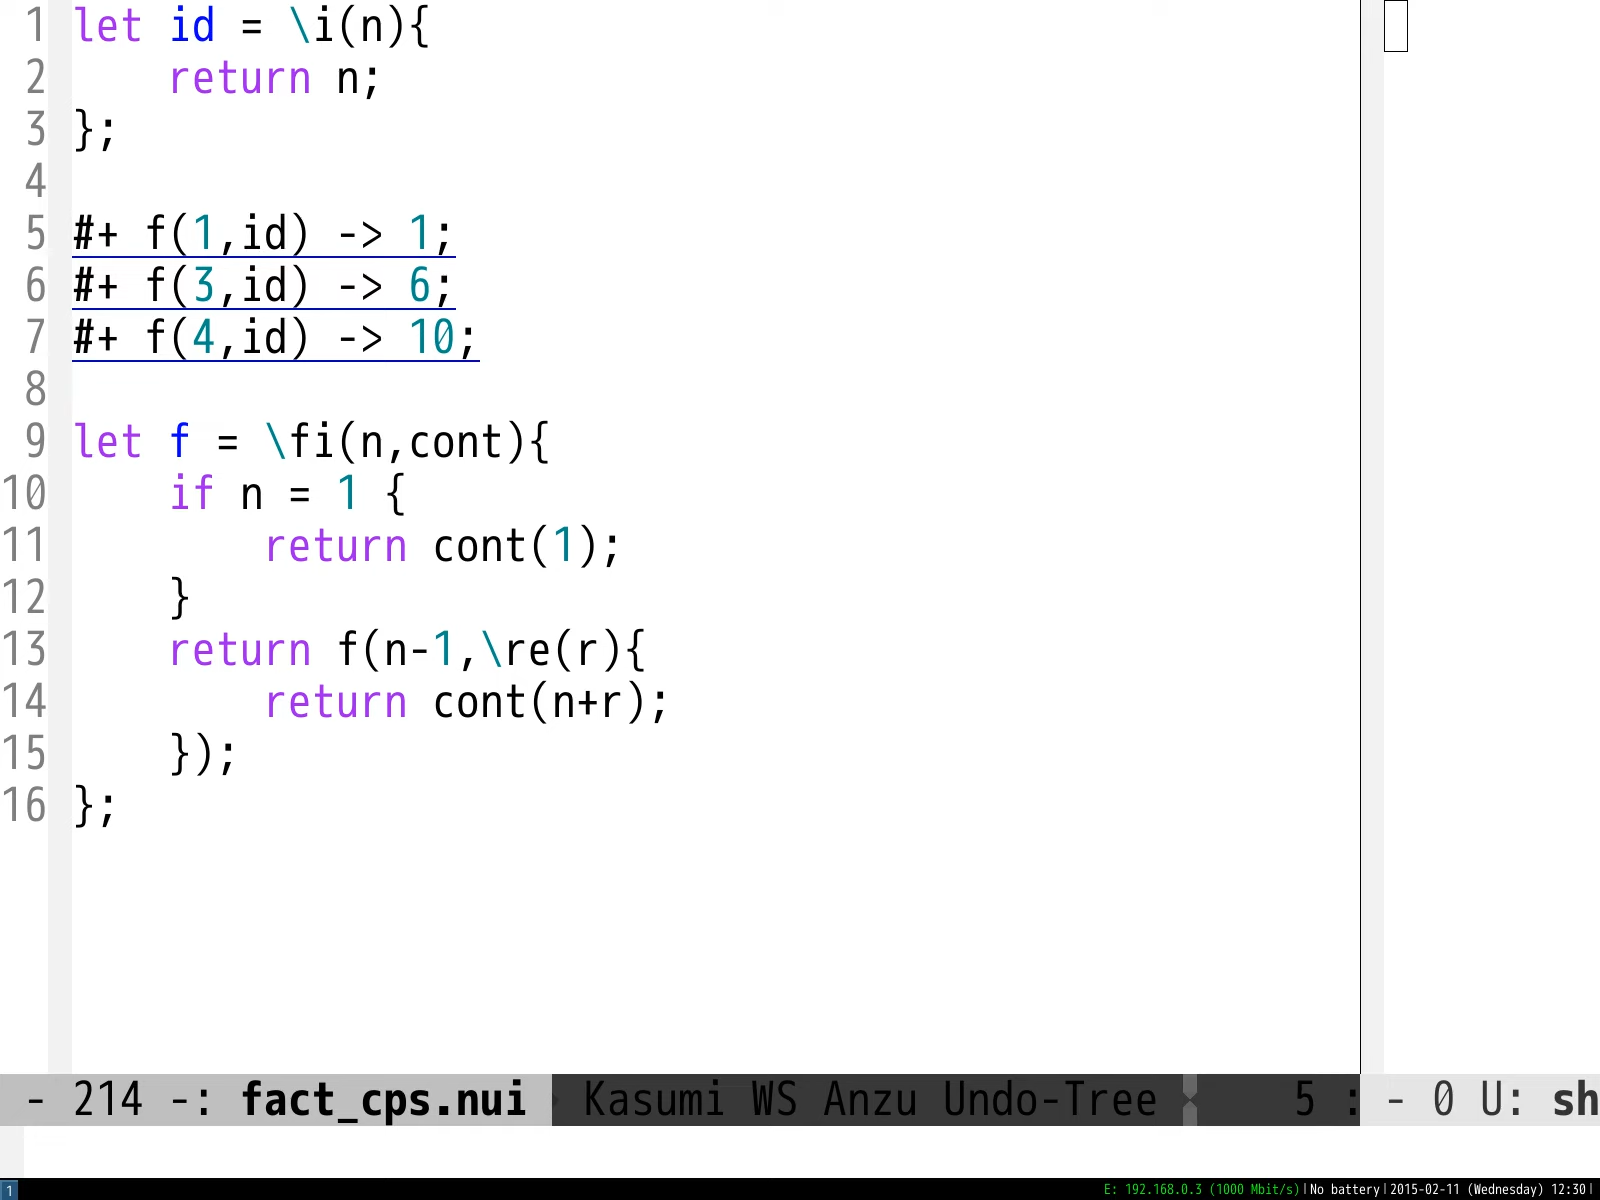 1 let id = \i(n){
2     return n;
3 };
4
5 #+ f(1,id) -> 1;
6 #+ f(3,id) -> 6;
7 #+ f(4,id) -> 10;
8
9 let f = \fi(n,cont){
10     if n = 1 {
11         return cont(1);
12     }
13     return f(n-1,\re(r){
14         return cont(n+r);
15     });
16 };
- 214 -: fact_cps.nui Kasumi WS Anzu Undo-Tree 5 : - 0 U: sh
1 E: 192.168.0.3 (1000 Mbit/s)|No battery|2015-02-11 (Wednesday) 12:30|